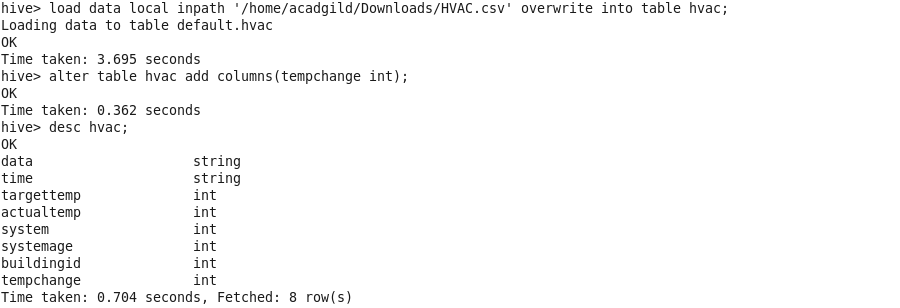 hive> load data local inpath '/home/acadgild/Downloads/HVAC.csv' overwrite into table hvac;
Loading data to table default.hvac
OK
Time taken: 3.695 seconds
hive> alter table hvac add columns(tempchange int);
OK
Time taken: 0.362 seconds
hive> desc hvac;
OK
data                    string
time                    string
targettemp              int
actualtemp              int
system                  int
systemage               int
buildingid              int
tempchange              int
Time taken: 0.704 seconds, Fetched: 8 row(s)